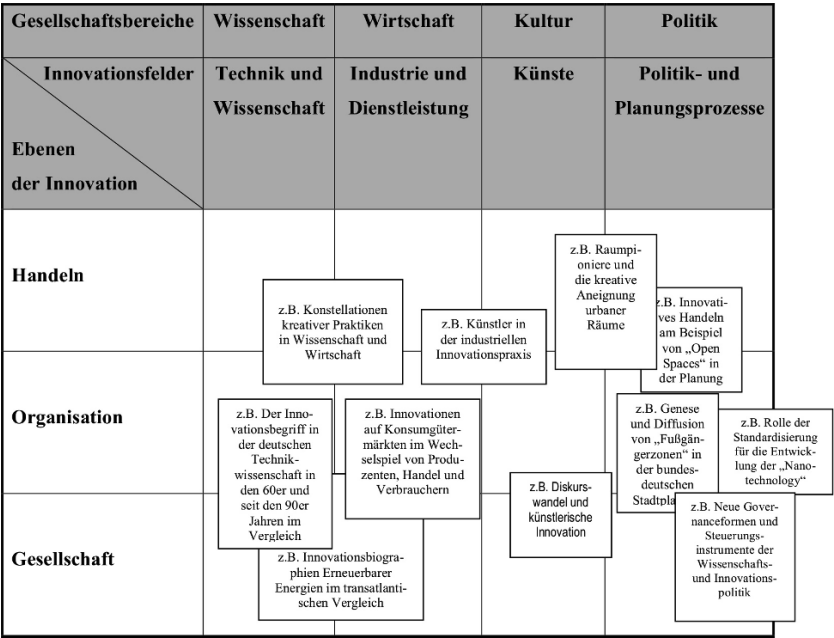 Gesellschaftsbereiche Wissenschaft Wirtschaft Kultur Politik
Innovationsfelder
Technik und
Wissenschaft
Industrie und
Dienstleistung
Künste
Politik- und
Planungsprozesse
Ebenen
der Innovation
Handeln
z.B. Konstellationen
kreativer Praktiken
in Wissenschaft und
Wirtschaft
z.B. Künstler in
der industriellen
Innovationspraxis
z.B. Raumpi-
oniere und
die kreative
Aneignung
urbaner
Räume
z.B. Innovati-
ves Handeln
am Beispiel
von „Open
Spaces“ in
der Planung
Organisation
z.B. Der Inno-
vationsbegriff in
der deutschen
Technik-
wissenschaft in
den 60er und
seit den 90er
Jahren im
Vergleich
z.B. Innovationen
auf Konsumgüter-
märkten im Wech-
selspiel von Produ-
zenten, Handel und
Verbrauchern
z.B. Genese
und Diffusion
von „Fußgän-
gerzonen“ in
der bundes-
deutschen
z.B. Rolle der
Standardisierung
für die Entwick-
lung der „Nano-
technology“
z.B. Diskurs-
wandel und
künstlerische
Innovation
Gesellschaft
z.B. Innovationsbiogra-
phien Erneuerbarer
Energien im transatlanti-
schen Vergleich
z.B. Neue Gover-
nanceformen und
Steuerungs-
instrumente der
Wissenschafts-
und Innovations-
politik